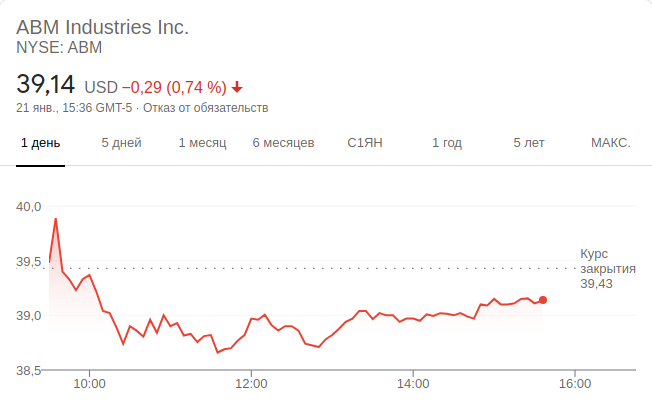 ABM Industries Inc.
NYSE: ABM
39,14 USD −0,29 (0,74 %)
21 янв., 15:36 GMT-5 · Отказ от обязательств
1 день 5 дней 1 месяц 6 месяцев С1ЯН 1 год 5 лет МАКС.
40,0
39,5
39,0
38,5
Курс
закрытия
39,43
10:00 12:00 14:00 16:00